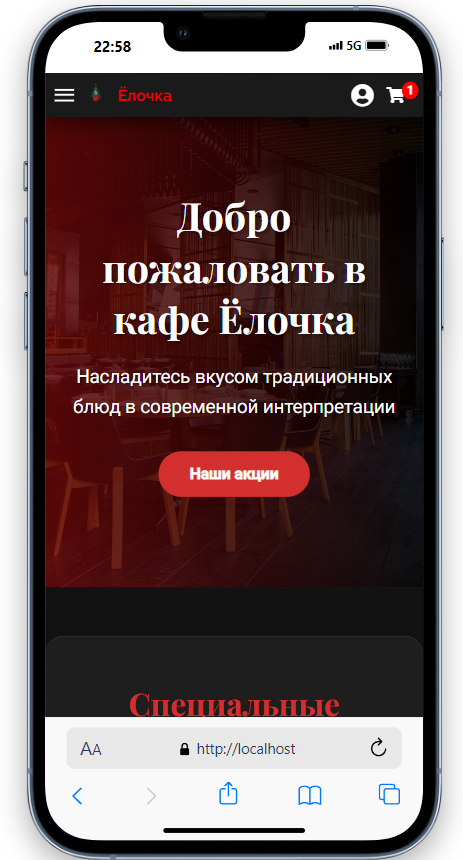 22:58
5G
Ёлочка
1
Добро
пожаловать в
кафе Ёлочка
Насладитесь вкусом традиционных
блюд в современной интерпретации
Наши акции
Специальные
AA
http://localhost